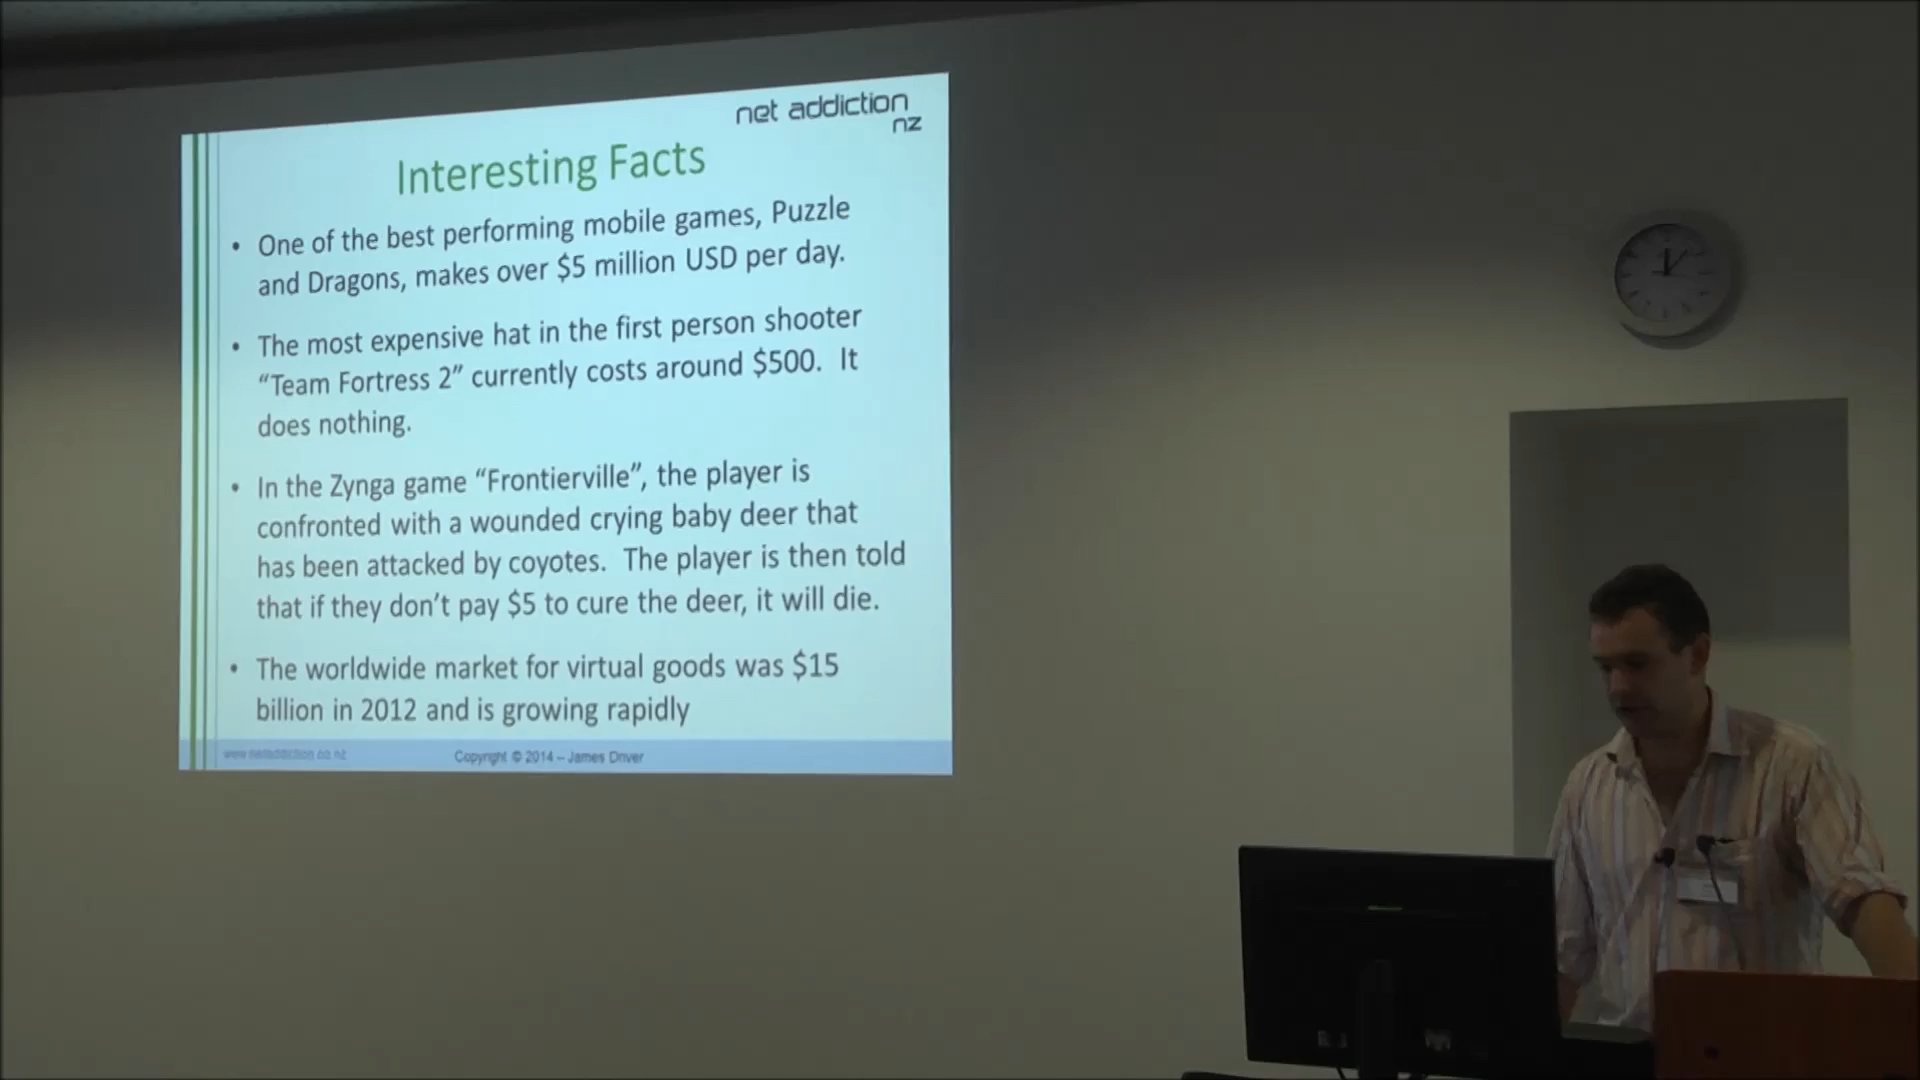 net addiction
nz
Interesting Facts
• One of the best performing mobile games, Puzzle
and Dragons, makes over $5 million USD per day.
• The most expensive hat in the first person shooter
“Team Fortress 2” currently costs around $500.  It
does nothing.
• In the Zynga game “Frontierville”, the player is
confronted with a wounded crying baby deer that
has been attacked by coyotes.  The player is then told
that if they don’t pay $5 to cure the deer, it will die.
• The worldwide market for virtual goods was $15
billion in 2012 and is growing rapidly
www.netaddiction.co.nz
Copyright © 2014 – James Driver